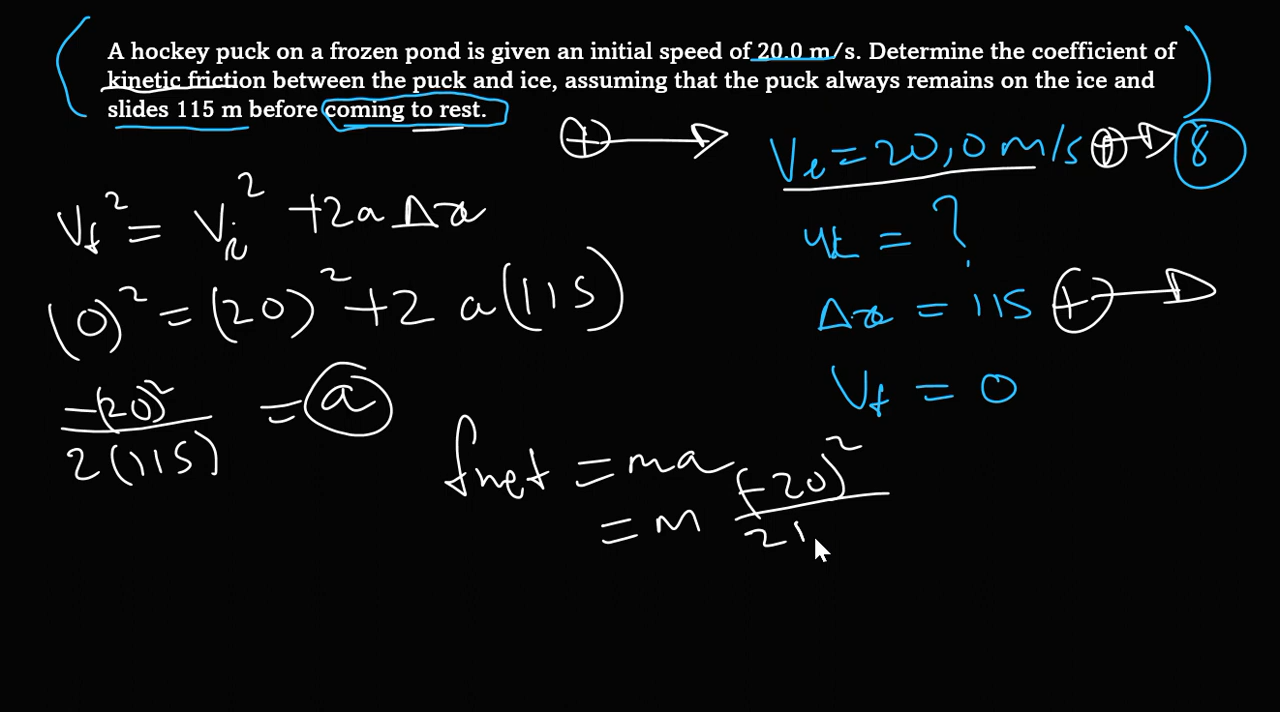 A hockey puck on a frozen pond is given an initial speed of 20.0 m/s. Determine the coefficient of
kinetic friction between the puck and ice, assuming that the puck always remains on the ice and
slides 115 m before coming to rest.
Vi = 20,0 m/s ⊕→ 8
Vf² = Vi² + 2a Δx
μk = ?
(0)² = (20)² + 2 a(115)
Δx = 115 ⊕→
-(20)²/2(115) = a
Vf = 0
fnet = ma
= m (-20)²/21